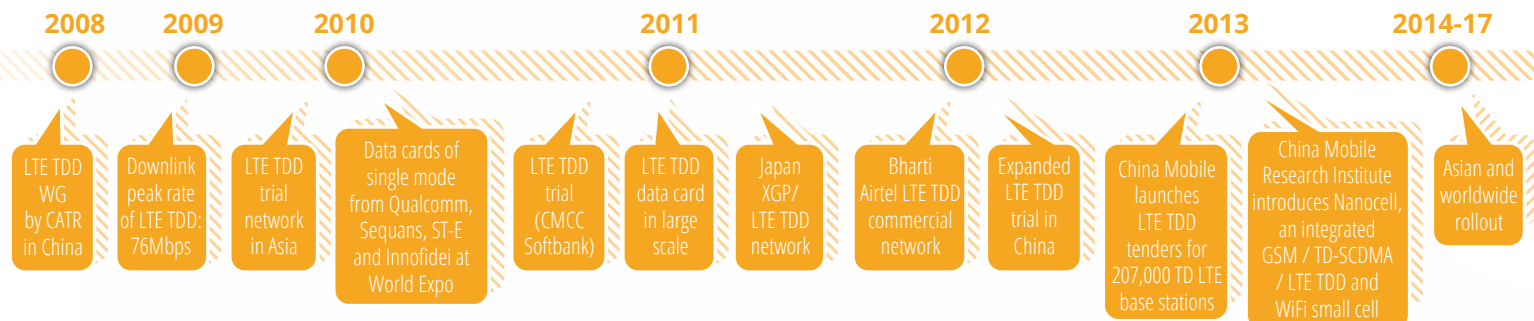 2008
2009
2010
2011
2012
2013
2014-17
LTE TDD
WG
by CATR
in China
Downlink
peak rate
of LTE TDD:
76Mbps
LTE TDD
trial
network
in Asia
Data cards of
single mode
from Qualcomm,
Sequans, ST-E
and Innofidei at
World Expo
LTE TDD
trial
(CMCC
Softbank)
LTE TDD
data card
in large
scale
Japan
XGP/
LTE TDD
network
Bharti
Airtel LTE TDD
commercial
network
Expanded
LTE TDD
trial in
China
China Mobile
launches
LTE TDD
tenders for
207,000 TD LTE
base stations
China Mobile
Research Institute
introduces Nanocell,
an integrated
GSM / TD-SCDMA
/ LTE TDD and
WiFi small cell
Asian and
worldwide
rollout